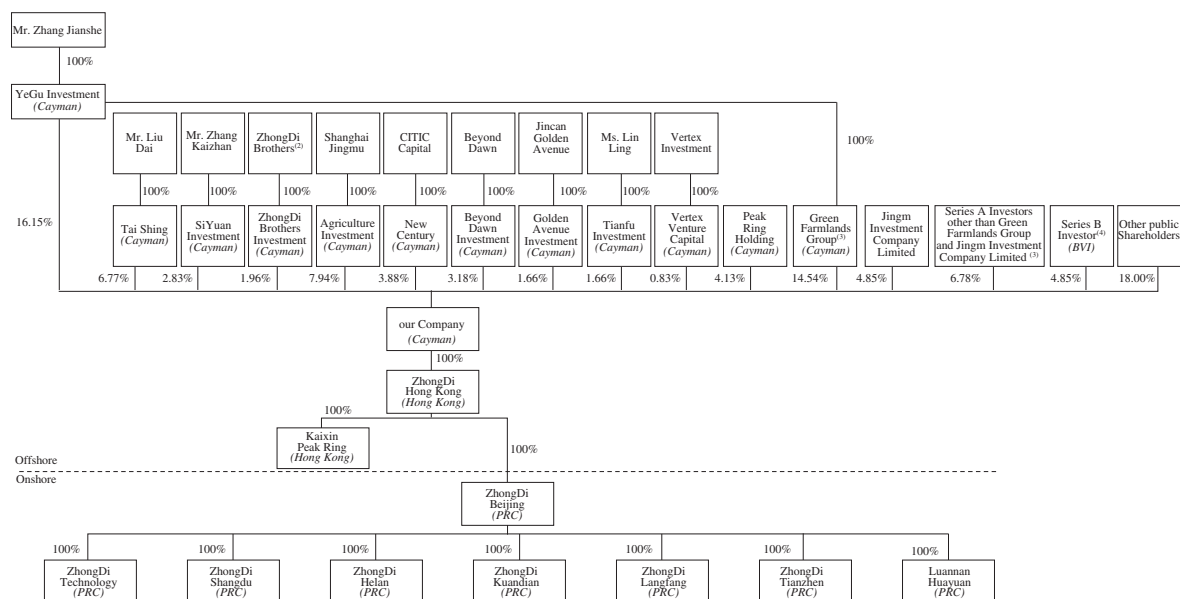 Mr. Zhang Jianshe
100%
YeGu Investment
(Cayman)
Mr. Liu
Dai
Mr. Zhang
Kaizhan
ZhongDi
Brothers(2)
Shanghai
Jingmu
CITIC
Capital
Beyond
Dawn
Jincan
Golden
Avenue
Ms. Lin
Ling
Vertex
Investment
100%
100%
100%
100%
100%
100%
100%
100%
100%
100%
16.15%
Tai Shing
(Cayman)
SiYuan
Investment
(Cayman)
ZhongDi
Brothers
Investment
(Cayman)
Agriculture
Investment
(Cayman)
New
Century
(Cayman)
Beyond
Dawn
Investment
(Cayman)
Golden
Avenue
Investment
(Cayman)
Tianfu
Investment
(Cayman)
Vertex
Venture
Capital
(Cayman)
Peak
Ring
Holding
(Cayman)
Green
Farmlands
Group(3)
(Cayman)
Jingm
Investment
Company
Limited
Series A Investors
other than Green
Farmlands Group
and Jingm Investment
Company Limited (3)
Series B
Investor(4)
(BVI)
Other public
Shareholders
6.77%
2.83%
1.96%
7.94%
3.88%
3.18%
1.66%
1.66%
0.83%
4.13%
14.54%
4.85%
6.78%
4.85%
18.00%
our Company
(Cayman)
100%
ZhongDi
Hong Kong
(Hong Kong)
100%
Kaixin
Peak Ring
(Hong Kong)
100%
Offshore
Onshore
ZhongDi
Beijing
(PRC)
100%
100%
100%
100%
100%
100%
100%
ZhongDi
Technology
(PRC)
ZhongDi
Shangdu
(PRC)
ZhongDi
Helan
(PRC)
ZhongDi
Kuandian
(PRC)
ZhongDi
Langfang
(PRC)
ZhongDi
Tianzhen
(PRC)
Luannan
Huayuan
(PRC)